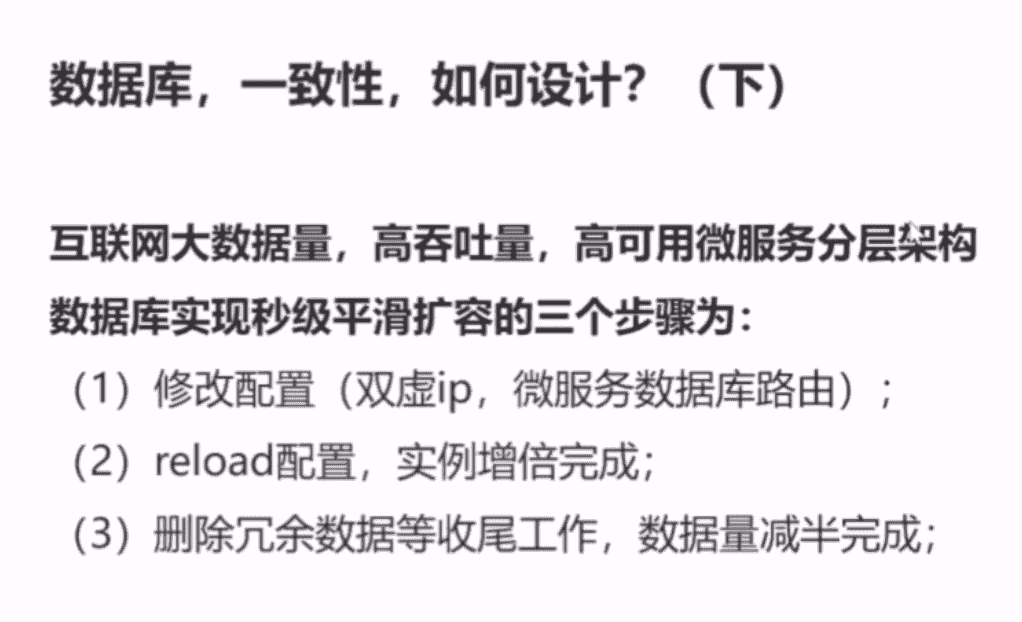 数据库，一致性，如何设计？（下）
互联网大数据量，高吞吐量，高可用微服务分层架构
数据库实现秒级平滑扩容的三个步骤为：
（1）修改配置（双虚ip，微服务数据库路由）；
（2）reload配置，实例增倍完成；
（3）删除冗余数据等收尾工作，数据量减半完成；